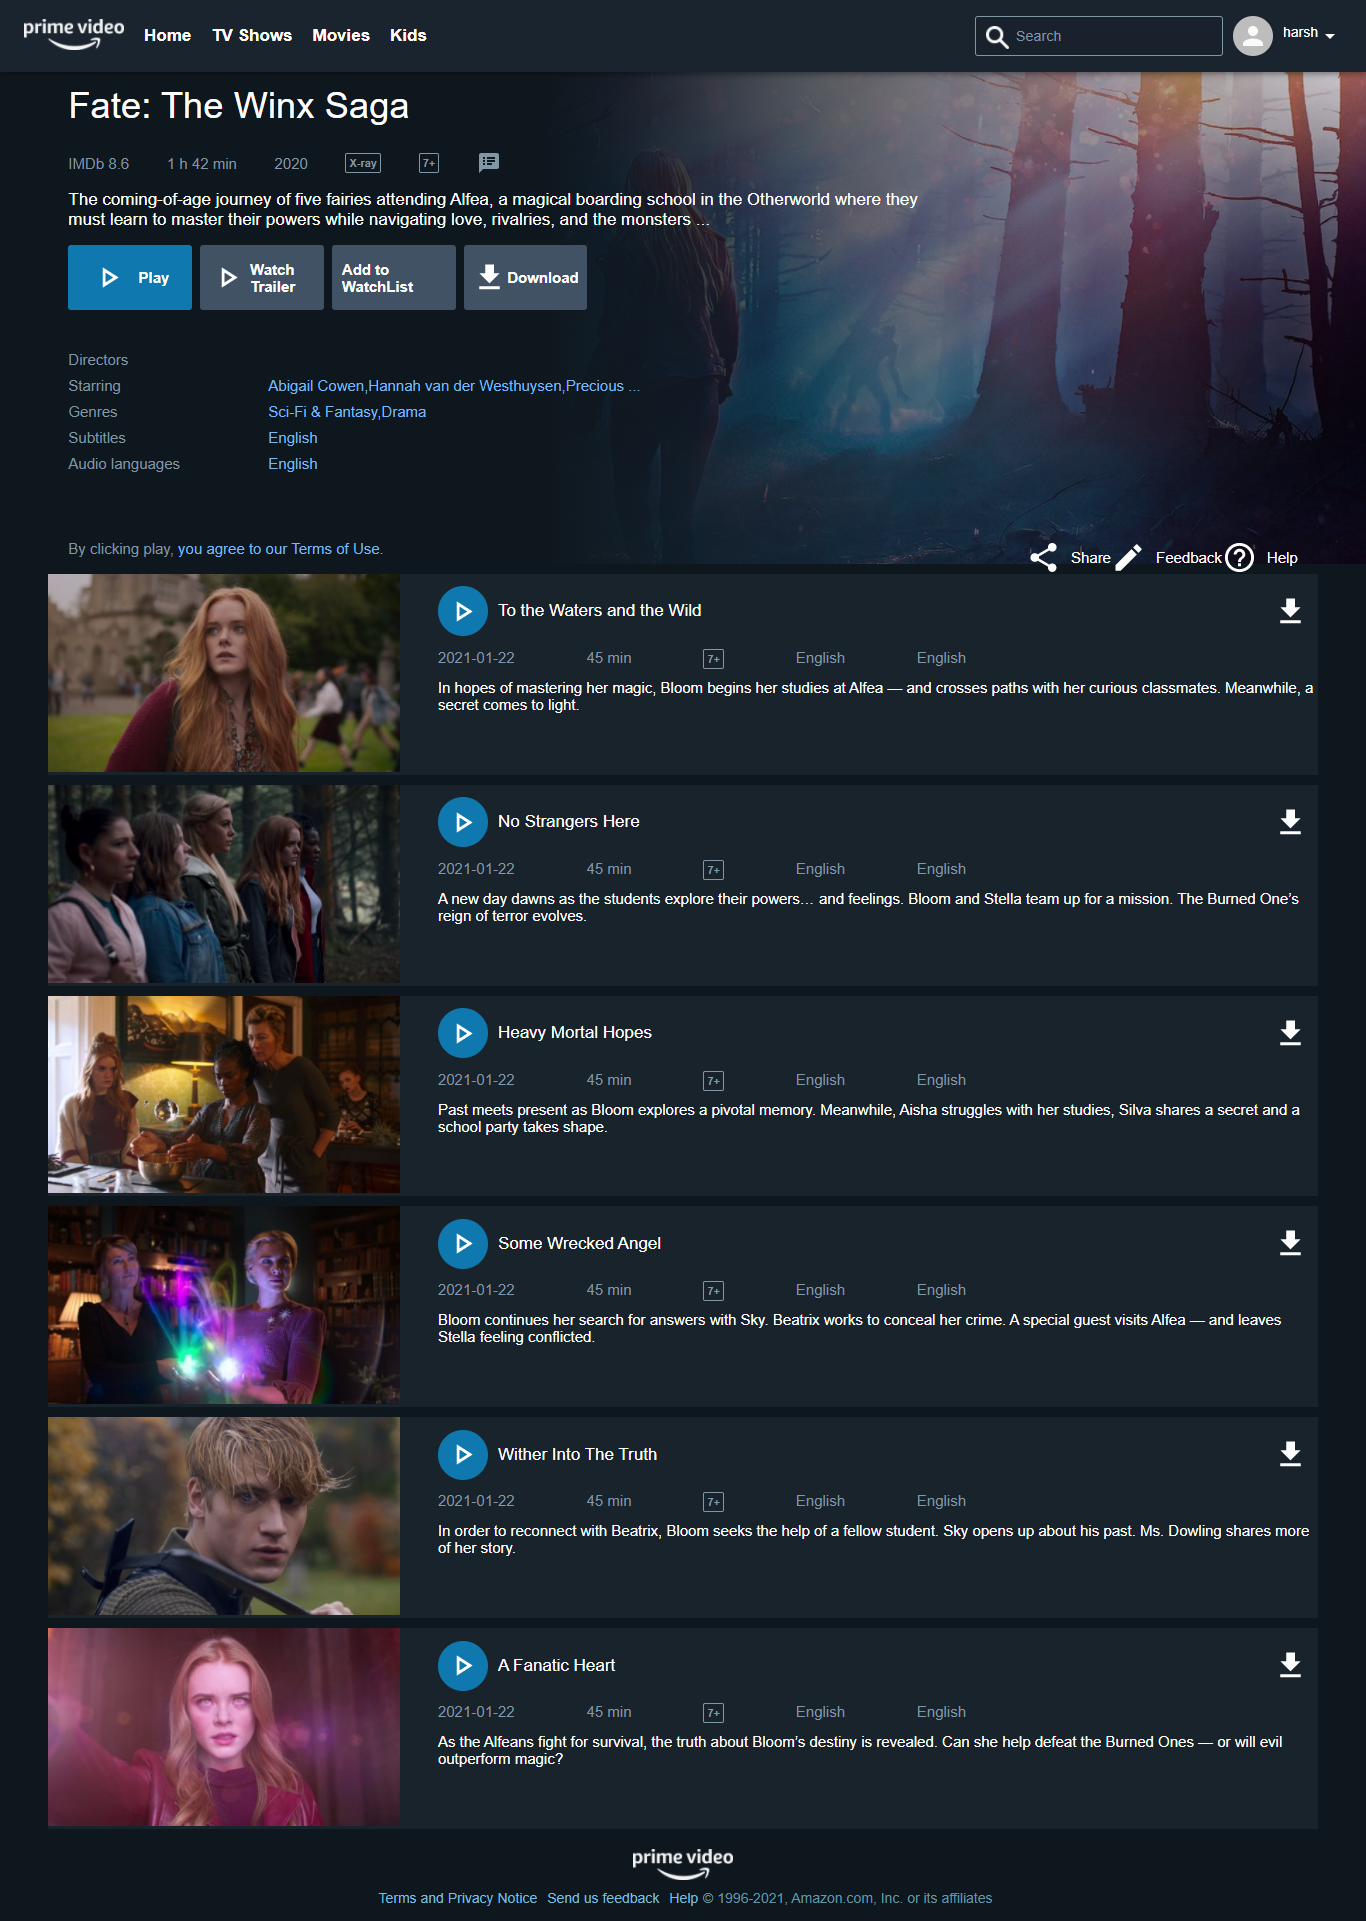 prime video
Home TV Shows Movies Kids
Search
harsh
Fate: The Winx Saga
IMDb 8.6 1 h 42 min 2020 X-ray 7+
The coming-of-age journey of five fairies attending Alfea, a magical boarding school in the Otherworld where they
must learn to master their powers while navigating love, rivalries, and the monsters ...
Play
Watch
Trailer
Add to
WatchList
Download
Directors
Starring Abigail Cowen,Hannah van der Westhuysen,Precious ...
Genres Sci-Fi & Fantasy,Drama
Subtitles English
Audio languages English
By clicking play, you agree to our Terms of Use.
Share Feedback Help
To the Waters and the Wild
2021-01-22 45 min 7+ English English
In hopes of mastering her magic, Bloom begins her studies at Alfea — and crosses paths with her curious classmates. Meanwhile, a
secret comes to light.
No Strangers Here
2021-01-22 45 min 7+ English English
A new day dawns as the students explore their powers… and feelings. Bloom and Stella team up for a mission. The Burned One’s
reign of terror evolves.
Heavy Mortal Hopes
2021-01-22 45 min 7+ English English
Past meets present as Bloom explores a pivotal memory. Meanwhile, Aisha struggles with her studies, Silva shares a secret and a
school party takes shape.
Some Wrecked Angel
2021-01-22 45 min 7+ English English
Bloom continues her search for answers with Sky. Beatrix works to conceal her crime. A special guest visits Alfea — and leaves
Stella feeling conflicted.
Wither Into The Truth
2021-01-22 45 min 7+ English English
In order to reconnect with Beatrix, Bloom seeks the help of a fellow student. Sky opens up about his past. Ms. Dowling shares more
of her story.
A Fanatic Heart
2021-01-22 45 min 7+ English English
As the Alfeans fight for survival, the truth about Bloom’s destiny is revealed. Can she help defeat the Burned Ones — or will evil
outperform magic?
prime video
Terms and Privacy Notice Send us feedback Help © 1996-2021, Amazon.com, Inc. or its affiliates